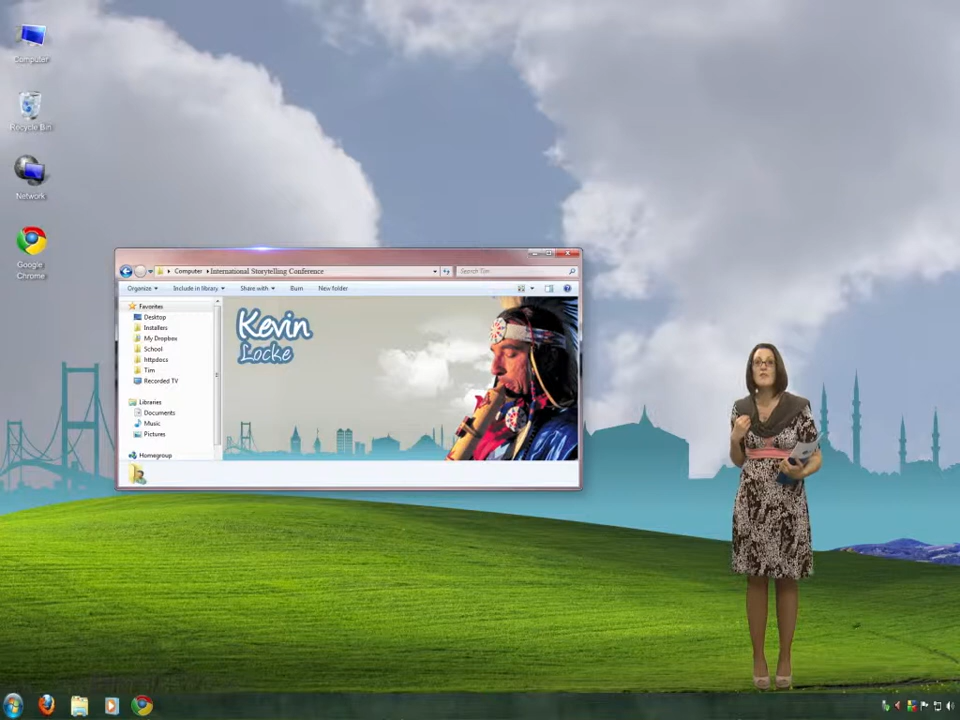 Computer
Recycle Bin
Network
Google
Chrome
Computer
International Storytelling Conference
Search Tim
Organize
Include in library
Share with
Burn
New folder
Favorites
Desktop
Installers
My Dropbox
School
httpdocs
Tim
Recorded TV
Libraries
Documents
Music
Pictures
Homegroup
Kevin
Locke